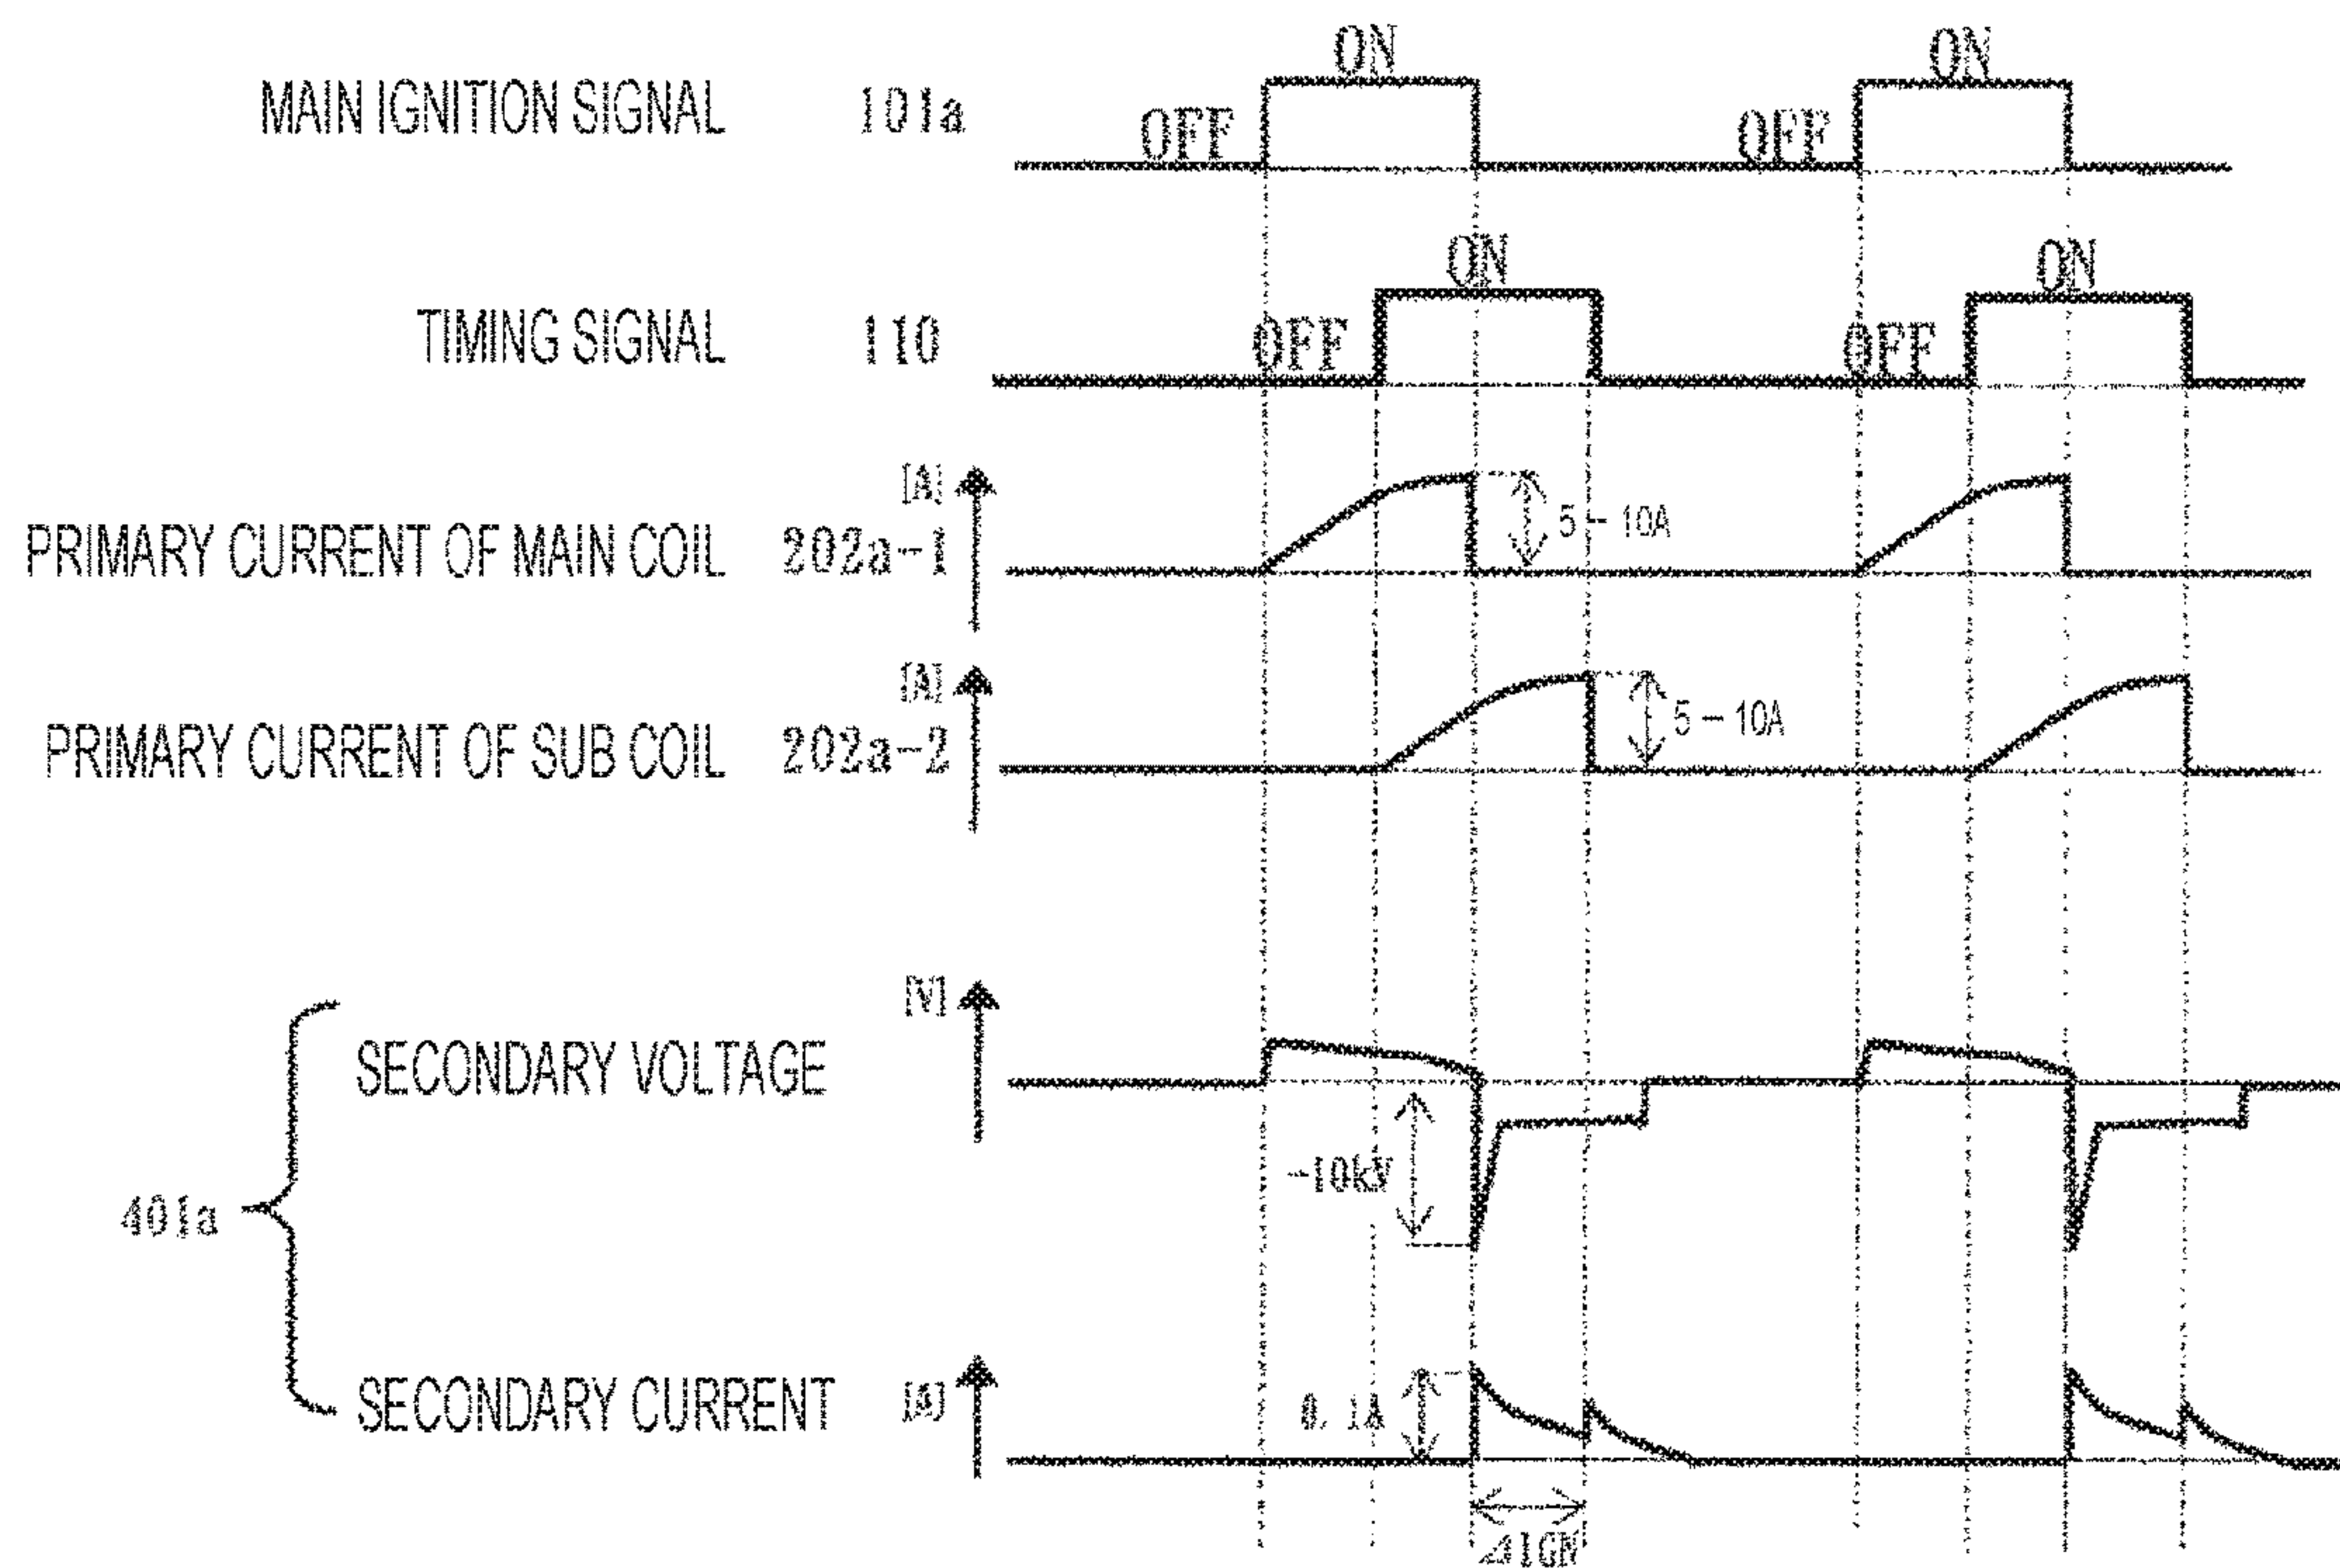 ON ON
MAIN IGNITION SIGNAL 101a OFF OFF
ON ON
TIMING SIGNAL 110 OFF OFF
[A]
PRIMARY CURRENT OF MAIN COIL 202a-1 5-10A
[A]
PRIMARY CURRENT OF SUB COIL 202a-2 5-10A
[V]
SECONDARY VOLTAGE
-10kV
401a
SECONDARY CURRENT [A] 0.1A
⊿IGN